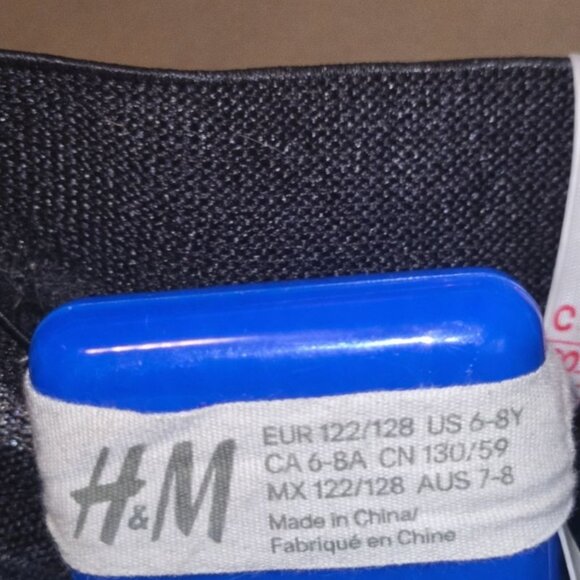 H&M
EUR 122/128 US 6-8Y
CA 6-8A CN 130/59
MX 122/128 AUS 7-8
Made in China/
Fabriqué en Chine
C